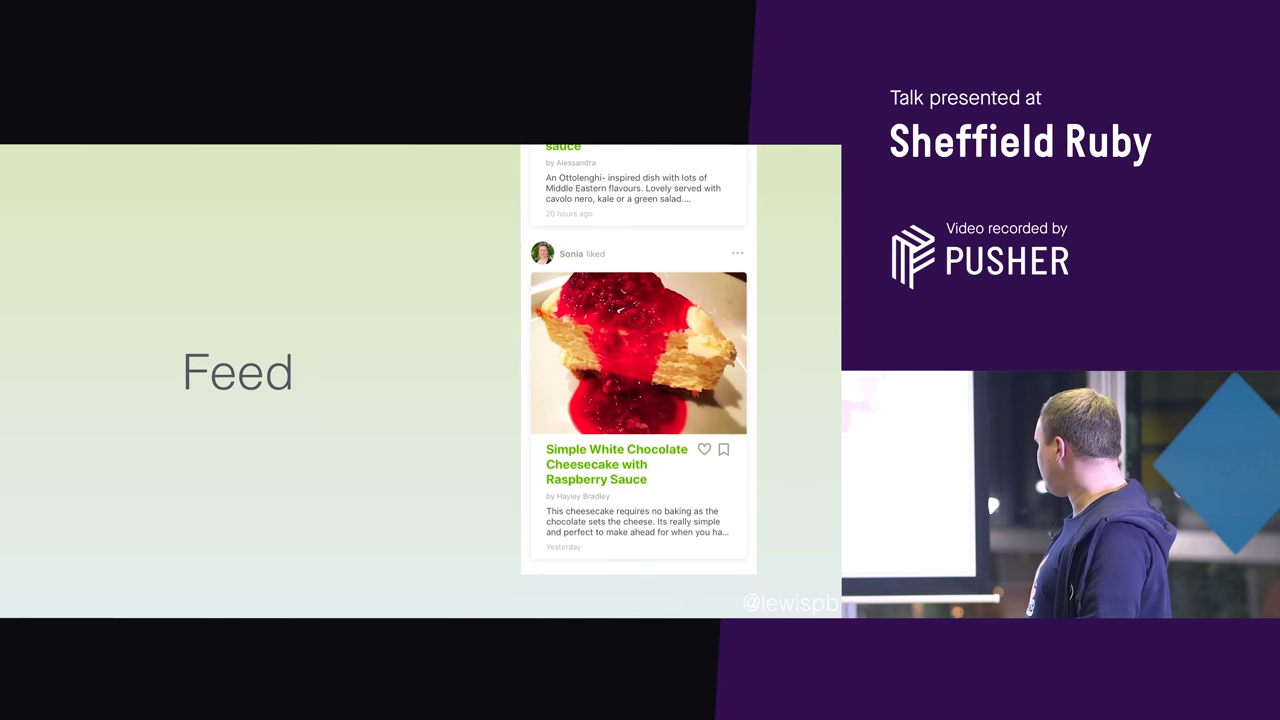 Talk presented at
Sheffield Ruby
Video recorded by
PUSHER
Feed
sauce
by Alessandra
An Ottolenghi- inspired dish with lots of
Middle Eastern flavours. Lovely served with
cavolo nero, kale or a green salad....
20 hours ago
Sonia liked
Simple White Chocolate
Cheesecake with
Raspberry Sauce
by Hayley Bradley
This cheesecake requires no baking as the
chocolate sets the cheese. Its really simple
and perfect to make ahead for when you ha...
Yesterday
@lewispb